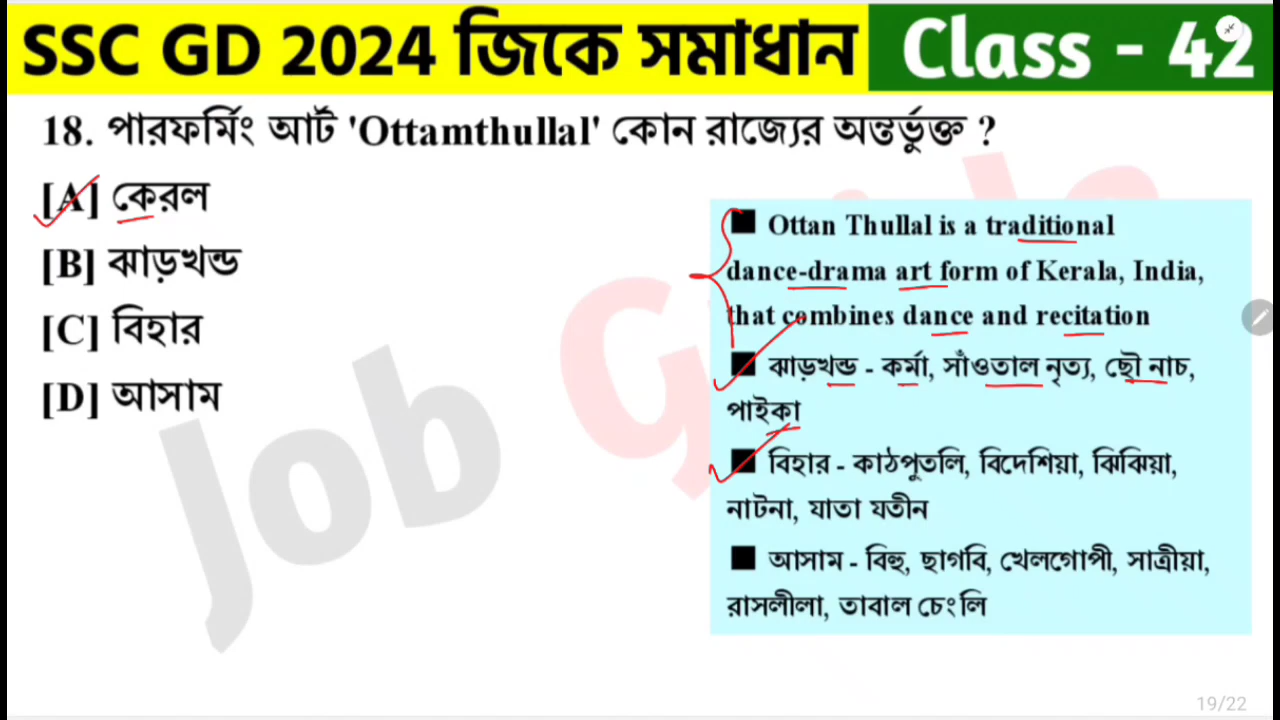 SSC GD 2024 জিকে সমাধান Class - 42
18. পারফর্মিং আর্ট 'Ottamthullal' কোন রাজ্যের অন্তর্ভুক্ত ?
[A] কেরল
[B] ঝাড়খন্ড
[C] বিহার
[D] আসাম
■ Ottan Thullal is a traditional
dance-drama art form of Kerala, India,
that combines dance and recitation
■ ঝাড়খন্ড - কর্মা, সাঁওতাল নৃত্য, ছৌ নাচ,
পাইকা
■ বিহার - কাঠপুতলি, বিদেশিয়া, ঝিঝিয়া,
নাটনা, যাতা যতীন
■ আসাম - বিহু, ছাগবি, খেলগোপী, সাত্রীয়া,
রাসলীলা, তাবাল চেংলি
19/22